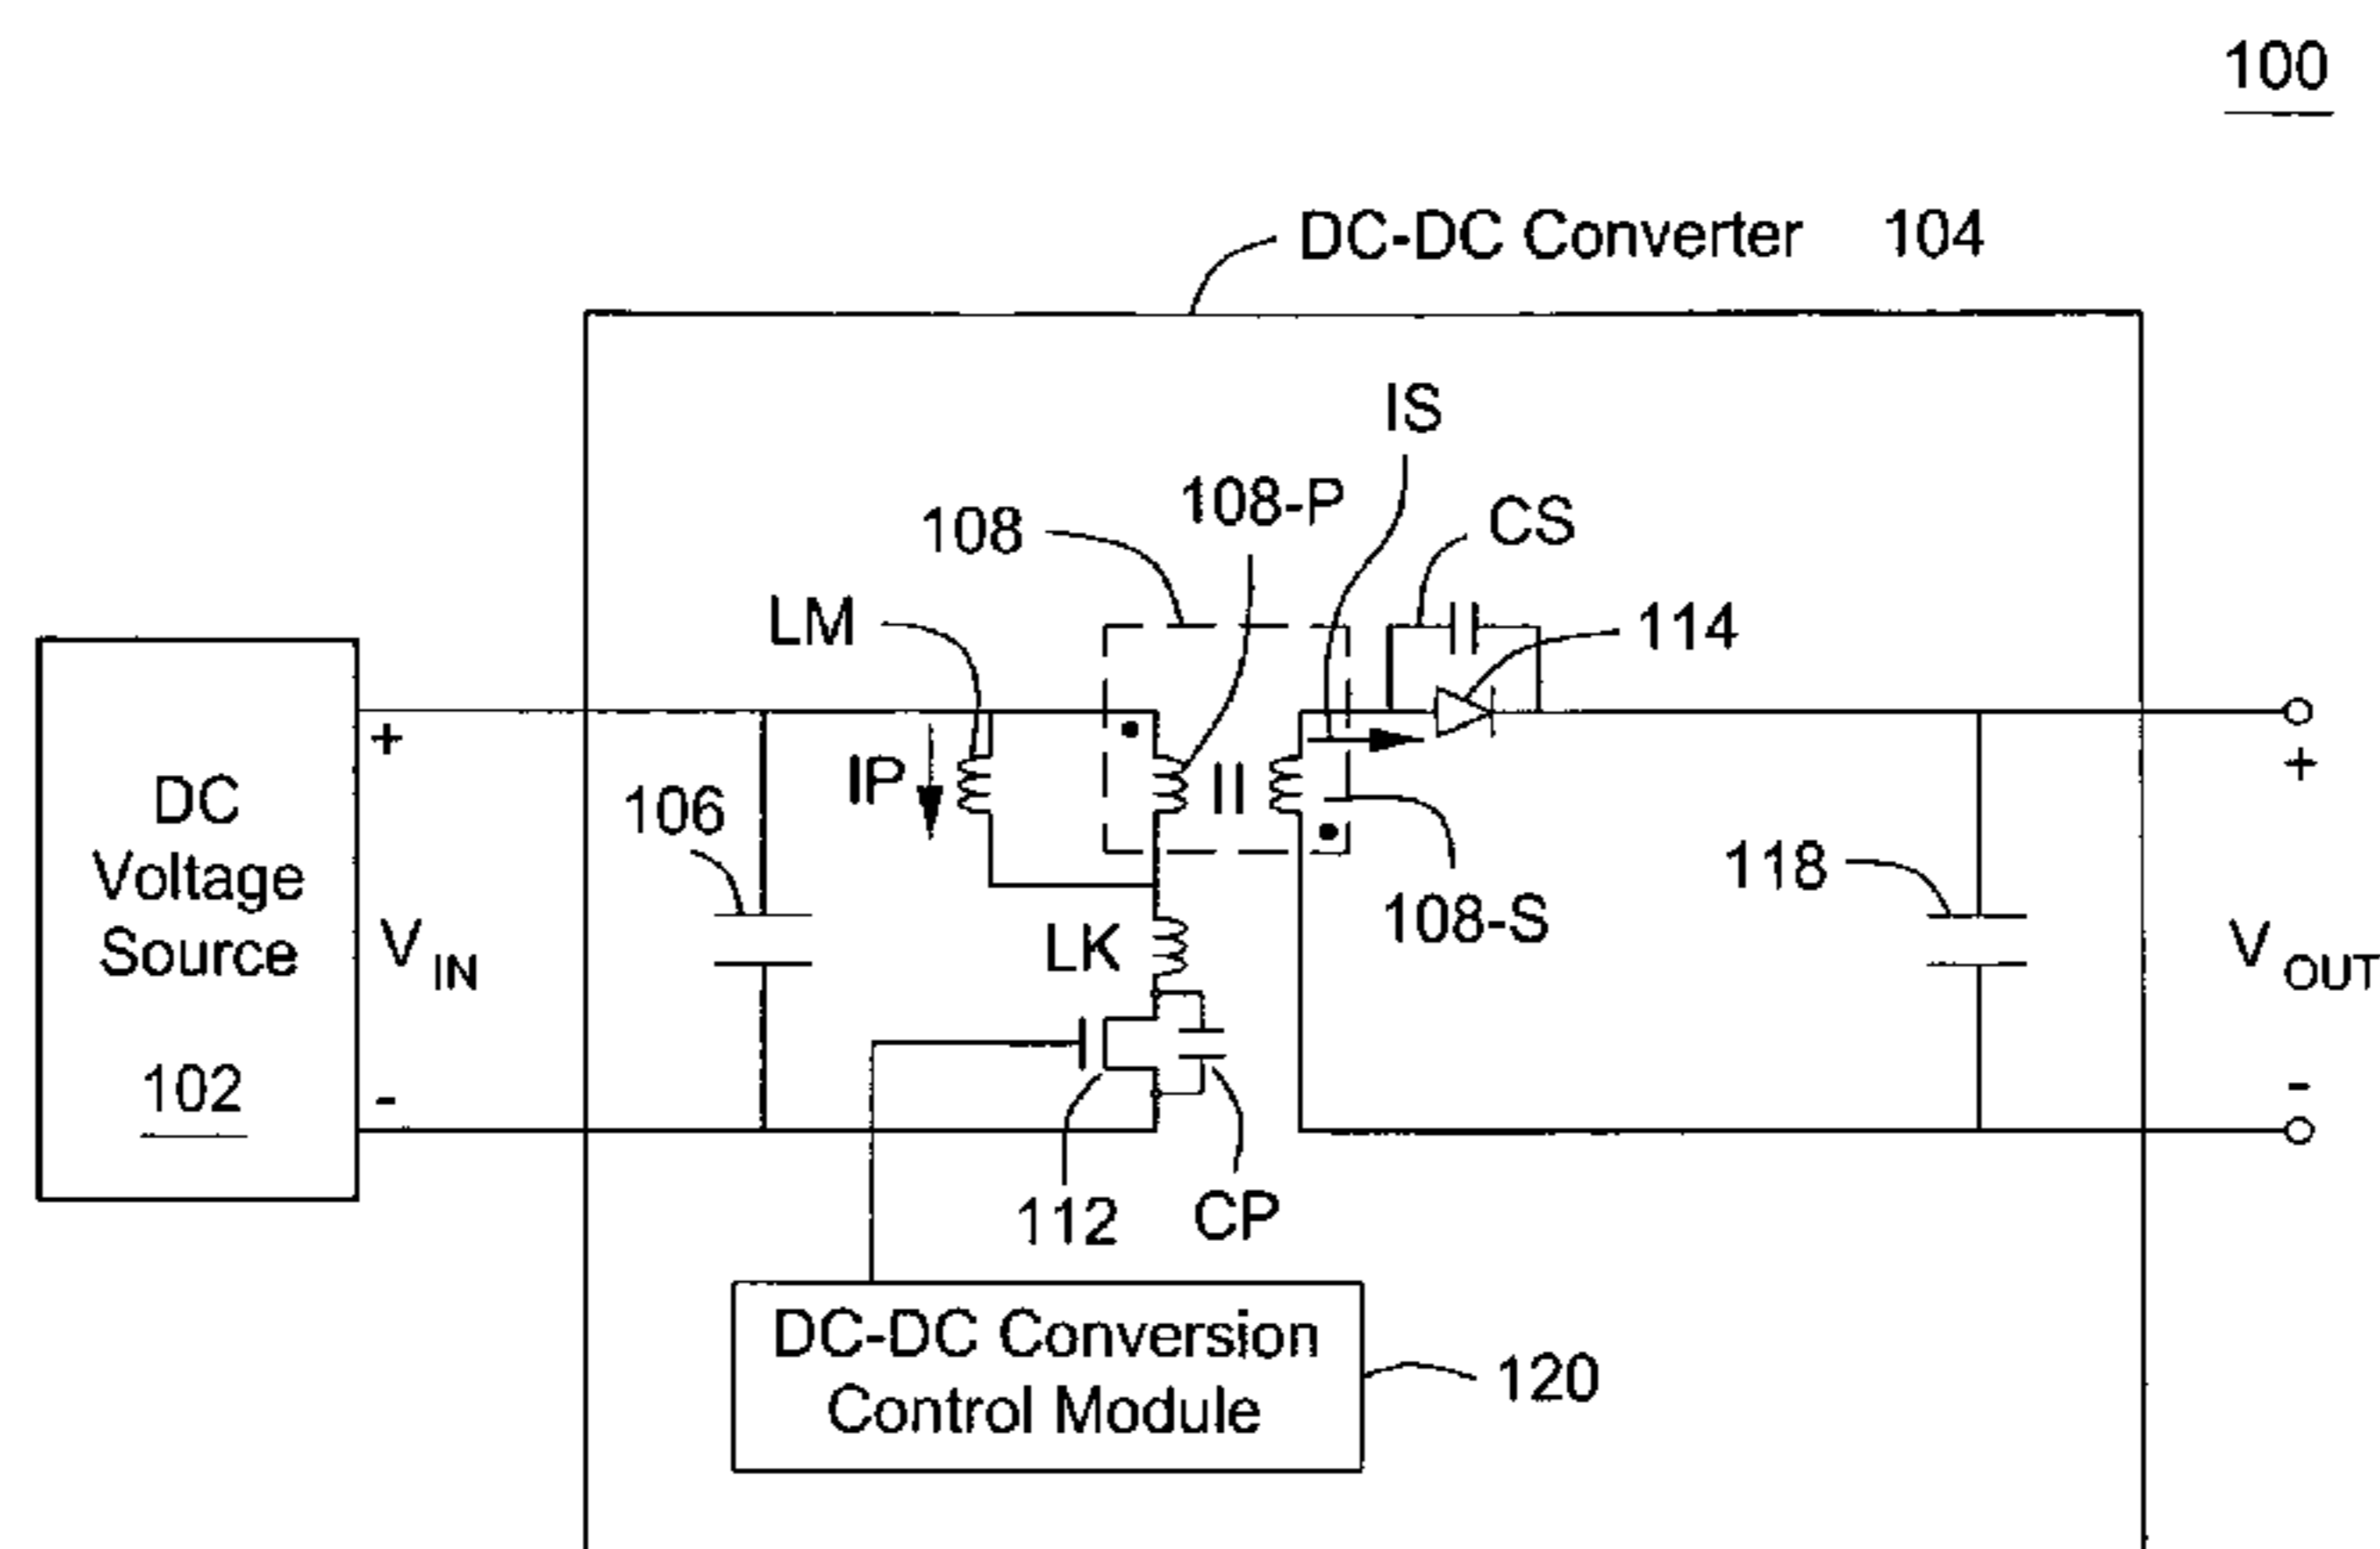 100
DC-DC Converter 104
IS
108-P
CS
108
LM
114
+
DC
Voltage
Source
102
IP
106
+
118
108-S
V IN
LK
V OUT
-
-
112
CP
DC-DC Conversion
Control Module
120